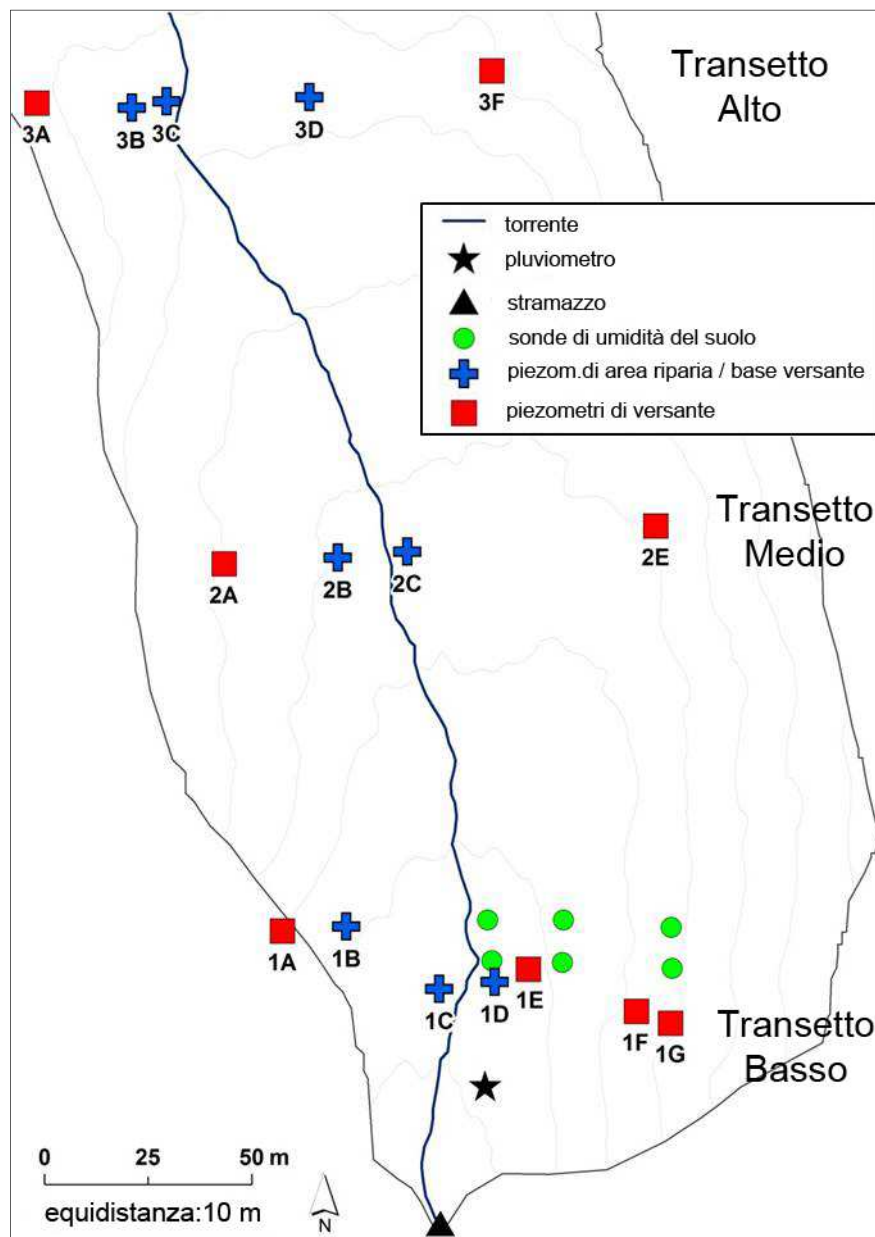 Transetto
Alto
3A
3B
3C
3D
3F
torrente
pluviometro
stramazzo
sonde di umidità del suolo
piezom.di area riparia / base versante
piezometri di versante
Transetto
Medio
2A
2B
2C
2E
1A
1B
1C
1D
1E
1F
1G
Transetto
Basso
0 25 50 m
equidistanza:10 m
N